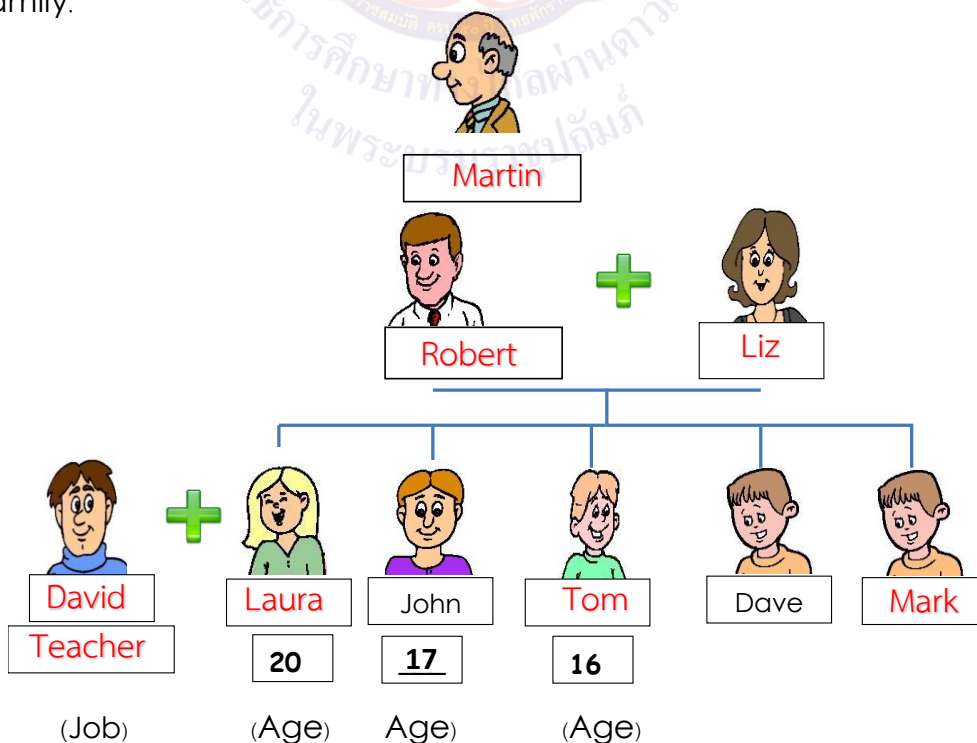 amily.
Martin
Robert
Liz
David
Laura
John
Tom
Dave
Mark
Teacher
20
17
16
(Job)
(Age)
Age)
(Age)